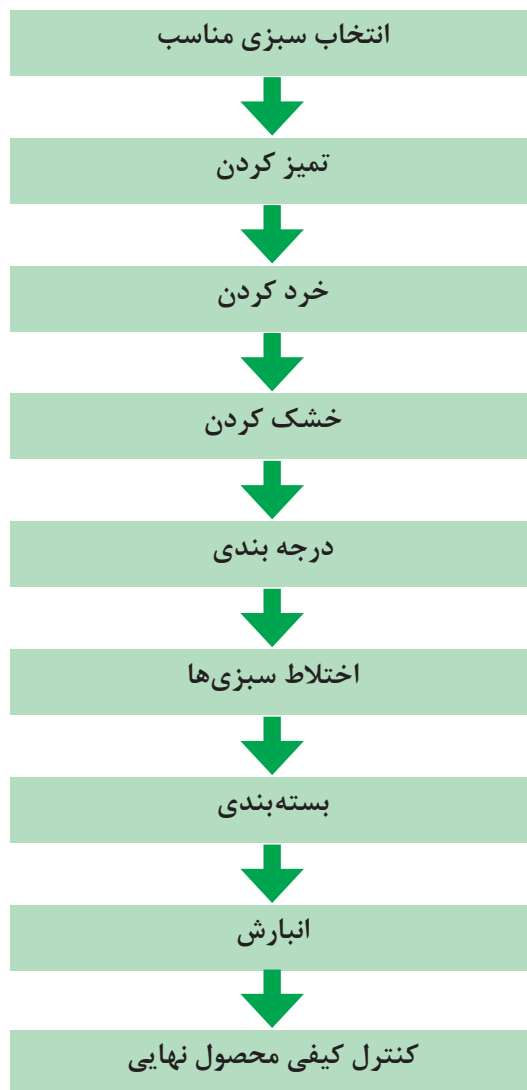 انتخاب سبزی مناسب
تمیز کردن
خرد کردن
خشک کردن
درجه بندی
اختلاط سبزی‌ها
بسته‌بندی
انبارش
کنترل کیفی محصول نهایی